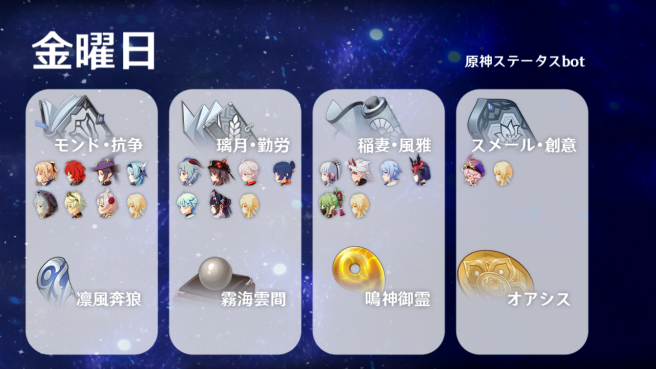 金曜日
原神ステータスbot
モンド・抗争
璃月・勤労
稲妻・風雅
スメール・創意
凛風奔狼
霧海雲間
鳴神御霊
オアシス